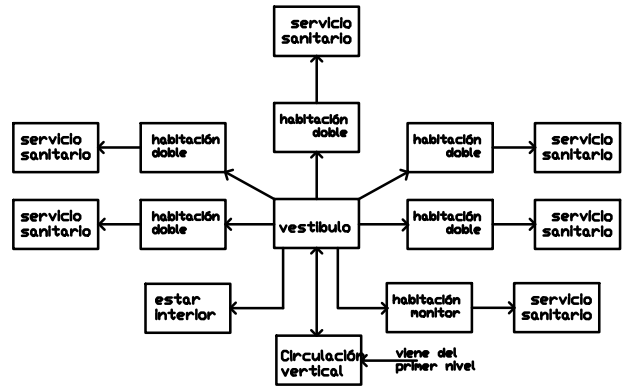 servicio
sanitario
habitación
doble
servicio
sanitario
habitación
doble
habitación
doble
servicio
sanitario
servicio
sanitario
habitación
doble
vestíbulo
habitación
doble
servicio
sanitario
estar
interior
habitación
monitor
servicio
sanitario
Circulación
vertical
viene del
primer nivel